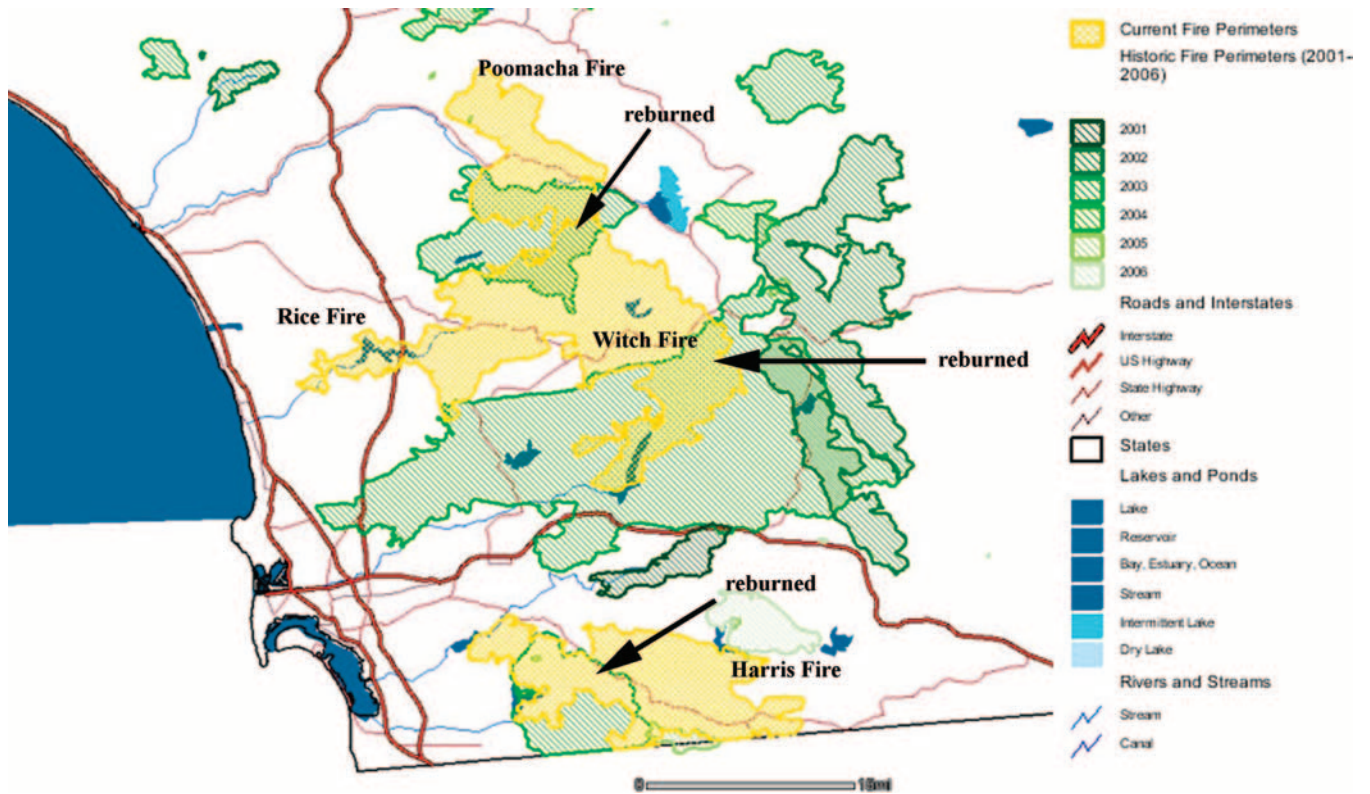 Poomacha Fire
reburned
Rice Fire
Witch Fire
reburned
reburned
Harris Fire
0 15mi
Current Fire Perimeters
Historic Fire Perimeters (2001-
2006)
2001
2002
2003
2004
2005
2006
Roads and Interstates
Interstate
US Highway
State Highway
Other
States
Lakes and Ponds
Lake
Reservoir
Bay, Estuary, Ocean
Stream
Intermittent Lake
Dry Lake
Rivers and Streams
Stream
Canal